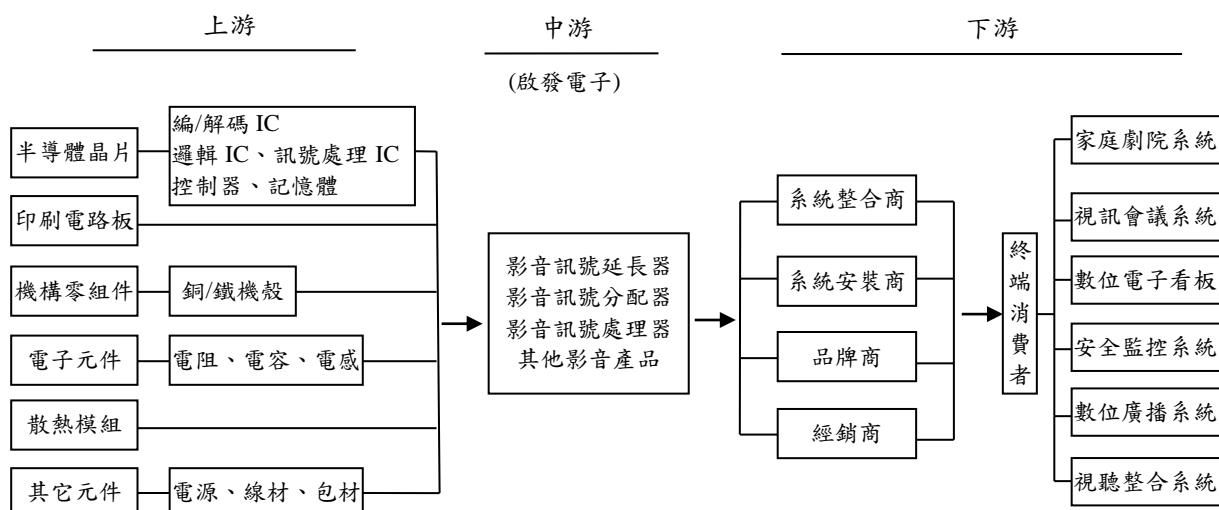 上游
中游
下游
(啟發電子)
半導體晶片
編/解碼 IC
邏輯 IC、訊號處理 IC
控制器、記憶體
印刷電路板
機構零組件
銅/鐵機殼
電子元件
電阻、電容、電感
散熱模組
其它元件
電源、線材、包材
影音訊號延長器
影音訊號分配器
影音訊號處理器
其他影音產品
系統整合商
系統安裝商
品牌商
經銷商
終端消費者
家庭劇院系統
視訊會議系統
數位電子看板
安全監控系統
數位廣播系統
視聽整合系統